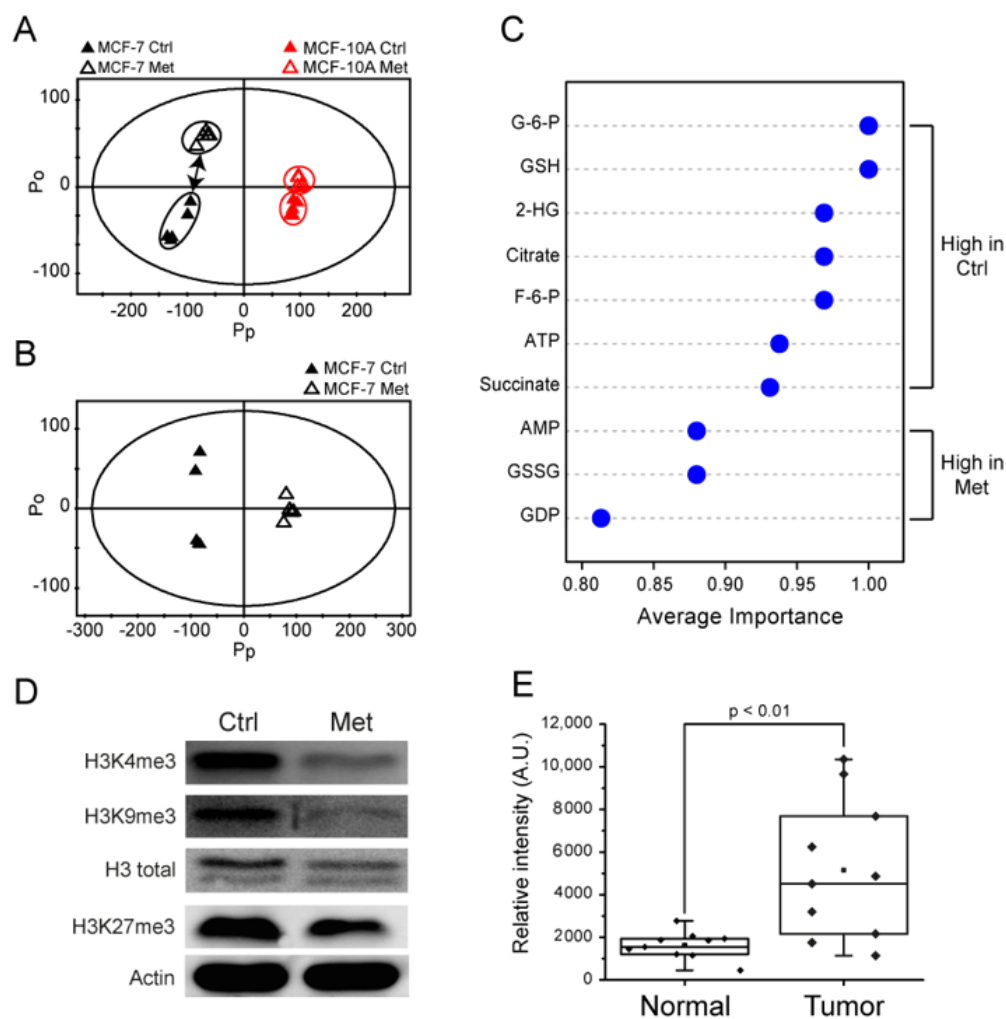 A
▲ MCF-7 Ctrl
△ MCF-7 Met
▲ MCF-10A Ctrl
△ MCF-10A Met
Po
100
0
-100
-200 -100 0 100 200
Pp
B
▲ MCF-7 Ctrl
△ MCF-7 Met
Po
100
0
-100
-300 -200 -100 0 100 200 300
Pp
C
G-6-P
GSH
2-HG
Citrate
F-6-P
ATP
Succinate
AMP
GSSG
GDP
High in
Ctrl
High in
Met
0.80 0.85 0.90 0.95 1.00
Average Importance
D
Ctrl Met
H3K4me3
H3K9me3
H3 total
H3K27me3
Actin
E
p < 0.01
Relative intensity (A.U.)
12,000
10,000
8000
6000
4000
2000
0
Normal Tumor